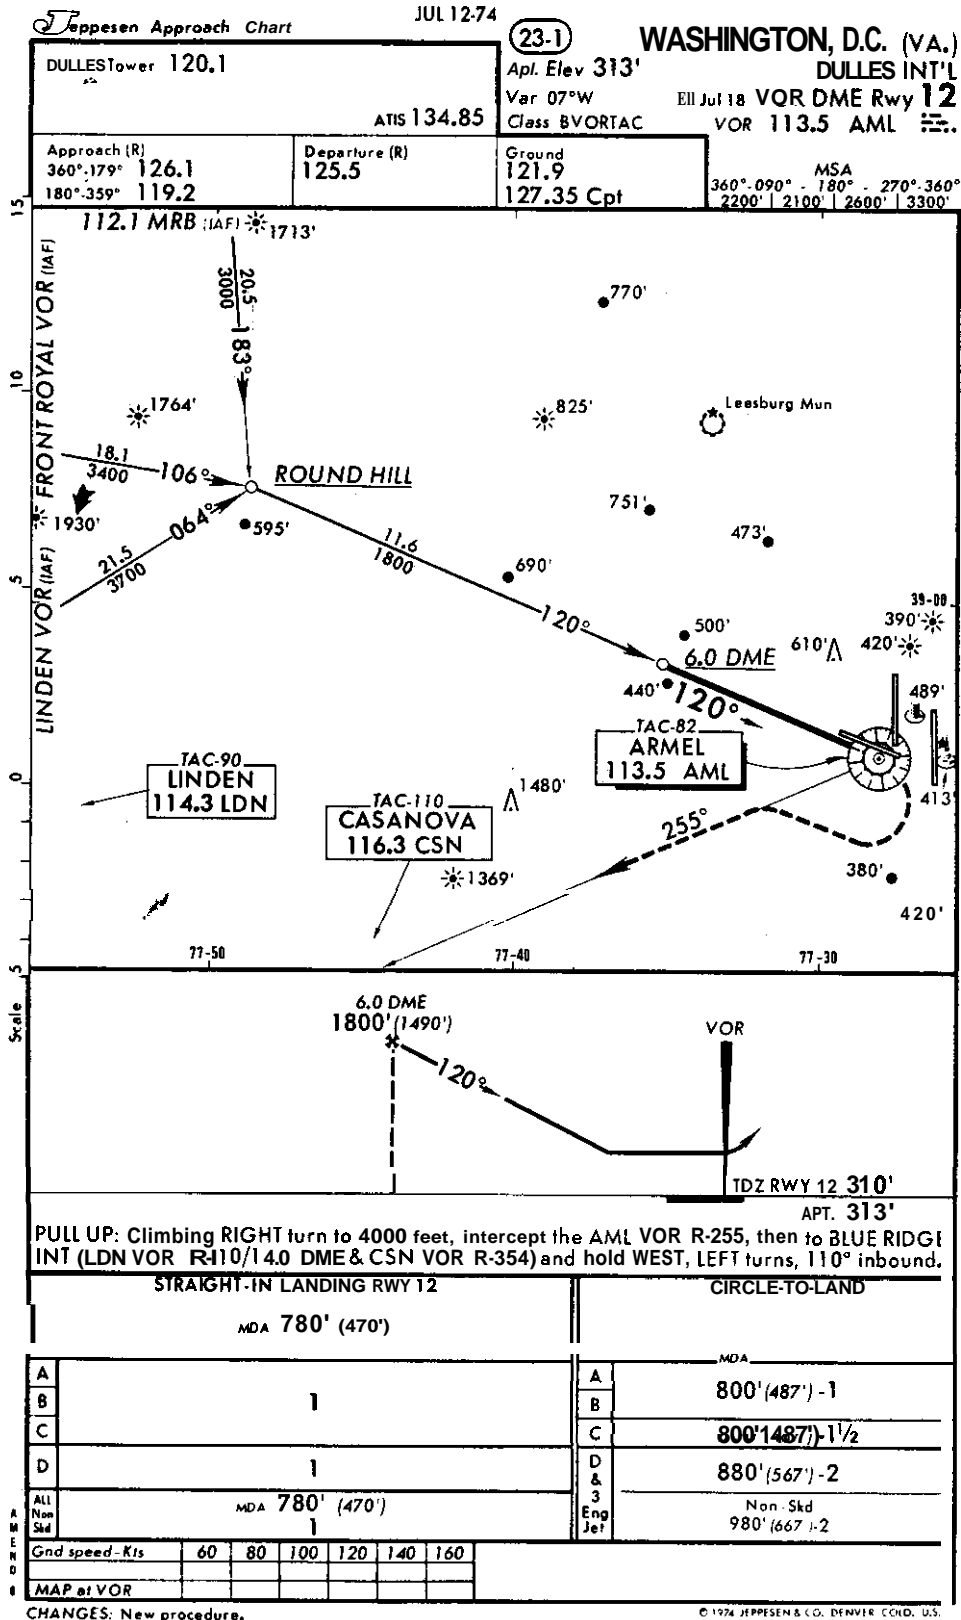 Jeppesen Approach Chart
JUL 12-74
23-1
WASHINGTON, D.C. (VA.)
DULLES INT'L
DULLES Tower 120.1
ATIS 134.85
Apl. Elev 313'
Var 07°W
Class BVORTAC
Eff Jul 18 VOR DME Rwy 12
VOR 113.5 AML
Approach (R)
360°-179° 126.1
180°-359° 119.2
Departure (R)
125.5
Ground
121.9
127.35 Cpt
MSA
360°-090° - 180° - 270°-360°
2200' 2100' 2600' 3300'
15
112.1 MRB (IAF)
1713'
FRONT ROYAL VOR (IAF)
20.5
3000
183°
770'
10
1764'
825'
Leesburg Mun
18.1
3400
106°
ROUND HILL
1930'
064°
595'
751'
473'
11.6
1800
21.5
3700
690'
5
LINDEN VOR (IAF)
120°
39-00
390'
500'
610'
420'
6.0 DME
440'
120°
489'
TAC-82
ARMEL
113.5 AML
TAC-90
LINDEN
114.3 LDN
0
1480'
413'
TAC-110
CASANOVA
116.3 CSN
255°
1369'
380'
420'
77-50
77-40
77-30
5
Scale
6.0 DME
1800' (1490')
VOR
120°
TDZ RWY 12 310'
APT. 313'
PULL UP: Climbing RIGHT turn to 4000 feet, intercept the AML VOR R-255, then to BLUE RIDGE
INT (LDN VOR R-110/14.0 DME & CSN VOR R-354) and hold WEST, LEFT turns, 110° inbound.
STRAIGHT-IN LANDING RWY 12
CIRCLE-TO-LAND
MDA 780' (470')
MDA
A
B
C
1
D
1
All
Non
Skd
MDA 780' (470')
1
A
B
800' (487') - 1
C
800' (487') - 1 1/2
D
&
3
Eng
Jet
880' (567') - 2
Non-Skd
980' (667') - 2
AMEND
Gnd speed-Kts 60 80 100 120 140 160
MAP at VOR
CHANGES: New procedure.
© 1974 JEPPESEN & CO. DENVER COLO. U.S.